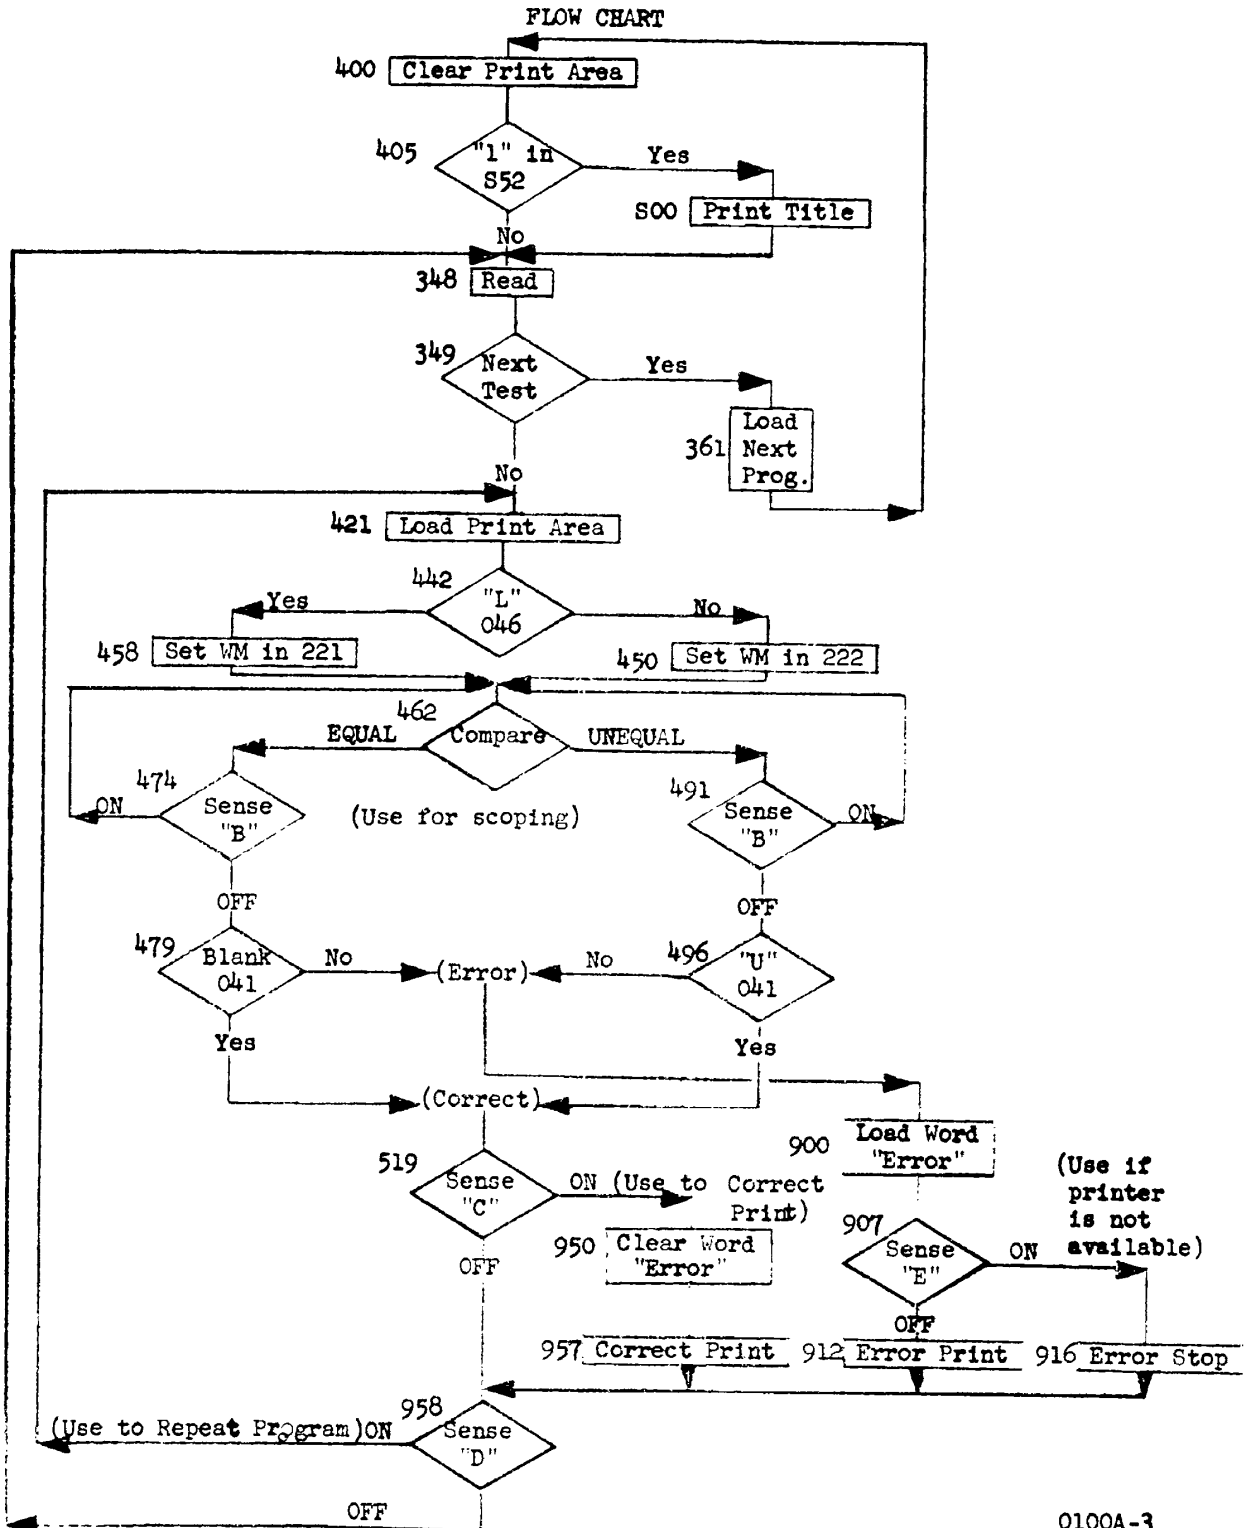 FLOW CHART
400 Clear Print Area
405 "1" in
S52
Yes
S00 Print Title
No
348 Read
349 Next
Test
Yes
Load
361 Next
Prog.
No
421 Load Print Area
442 "L"
046
Yes
No
458 Set WM in 221
450 Set WM in 222
462 Compare
EQUAL
UNEQUAL
474 Sense
"B"
ON
(Use for scoping)
491 Sense
"B"
ON
OFF
OFF
479 Blank
041
No
(Error)
No
496 "U"
041
Yes
Yes
(Correct)
900 Load Word
"Error"
519 Sense
"C"
ON (Use to Correct
Print)
(Use if
printer
is not
available)
907 Sense
"E"
ON
950 Clear Word
"Error"
OFF
OFF
957 Correct Print
912 Error Print
916 Error Stop
958 Sense
"D"
(Use to Repeat Program) ON
OFF
0100A-3